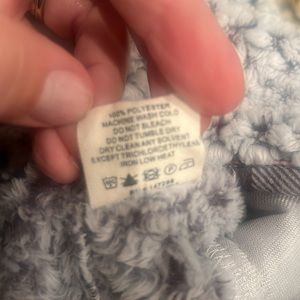 100% POLYESTER
MACHINE WASH COLD
DO NOT BLEACH
DO NOT TUMBLE DRY
DRY CLEAN ANY SOLVENT
EXCEPT TRICHLORCETHYLENE
IRON LOW HEAT